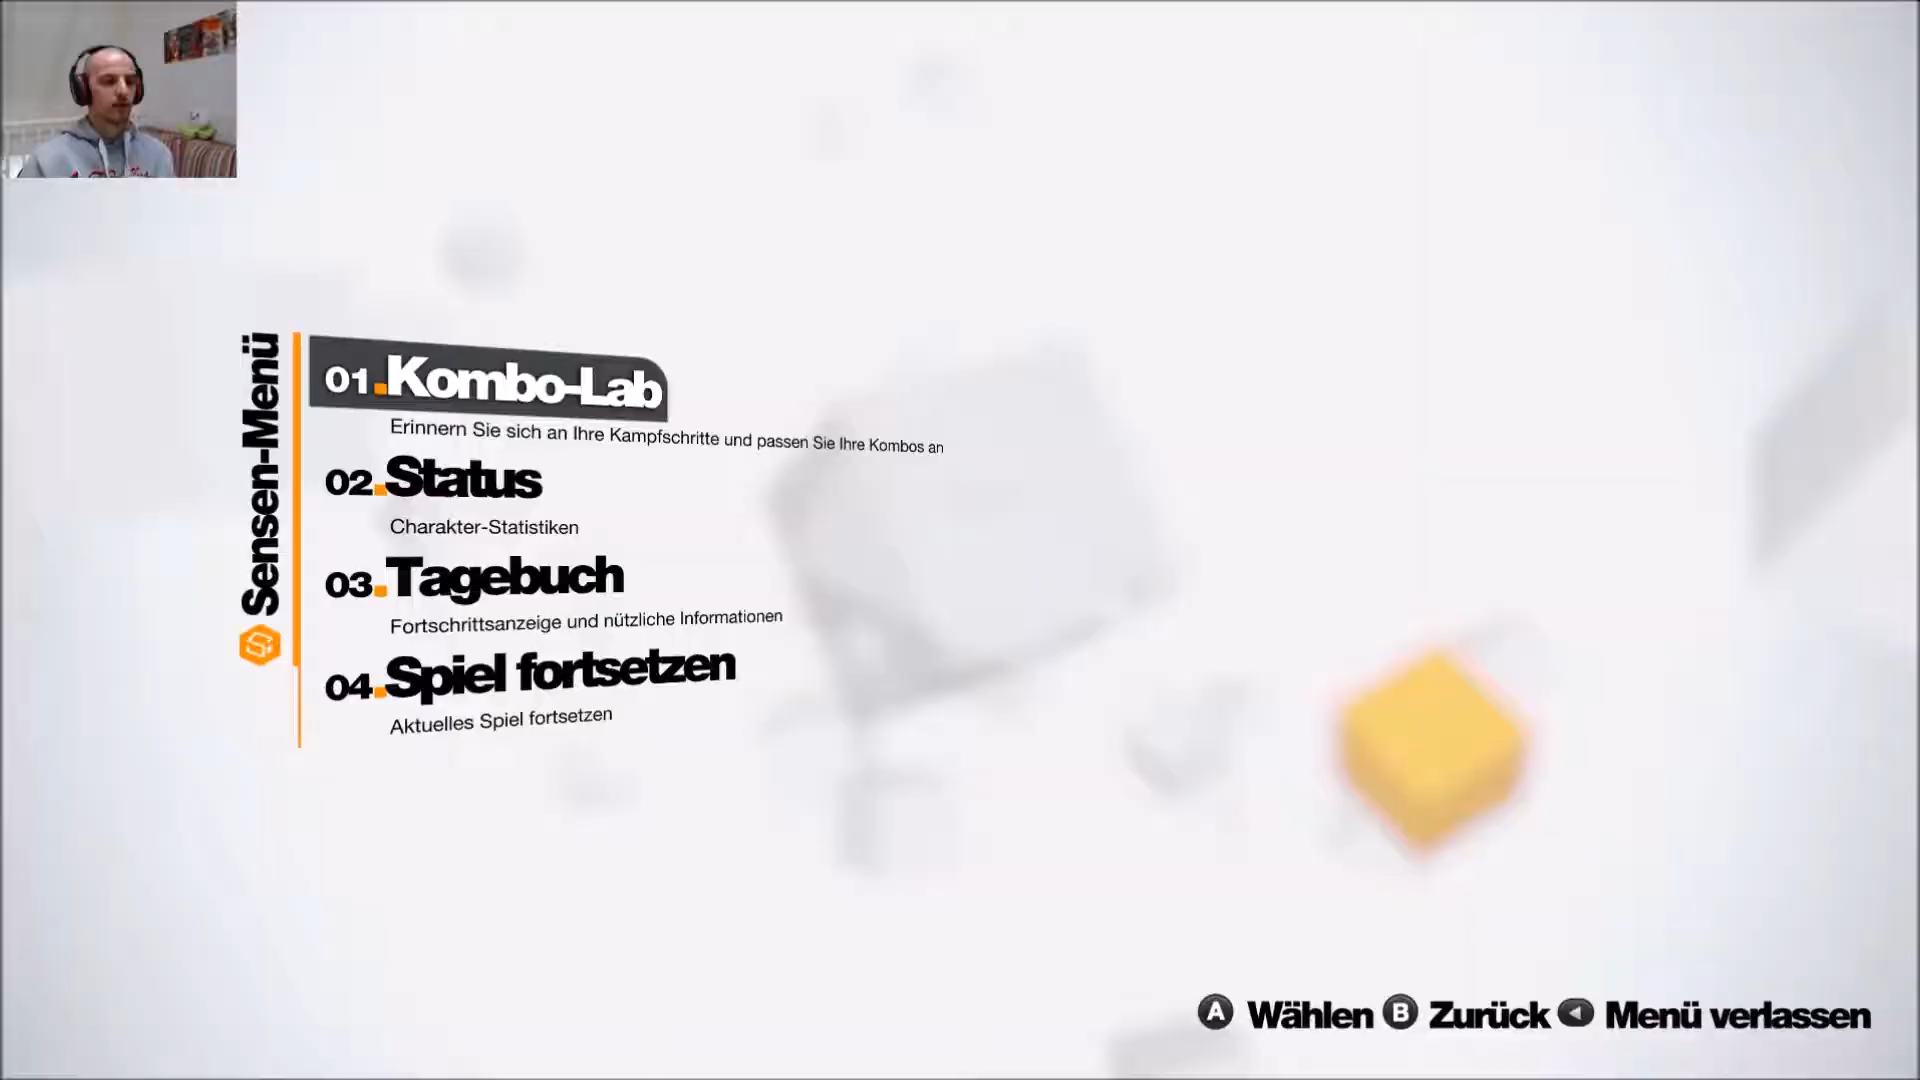 Sensen-Menü
01.Kombo-Lab
Erinnern Sie sich an Ihre Kampfschritte und passen Sie Ihre Kombos an
02.Status
Charakter-Statistiken
03.Tagebuch
Fortschrittsanzeige und nützliche Informationen
04.Spiel fortsetzen
Aktuelles Spiel fortsetzen
A Wählen B Zurück Menü verlassen